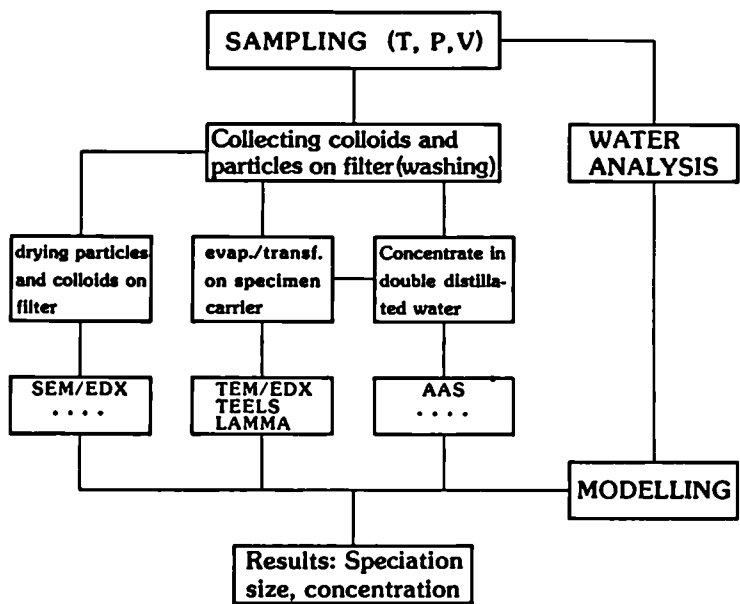 SAMPLING (T, P, V)
Collecting colloids and
particles on filter (washing)
WATER
ANALYSIS
drying particles
and colloids on
filter
evap./transf.
on specimen
carrier
Concentrate in
double distilla-
ted water
SEM/EDX
. . . .
TEM/EDX
TEELS
LAMMA
AAS
. . . .
MODELLING
Results: Speciation
size, concentration